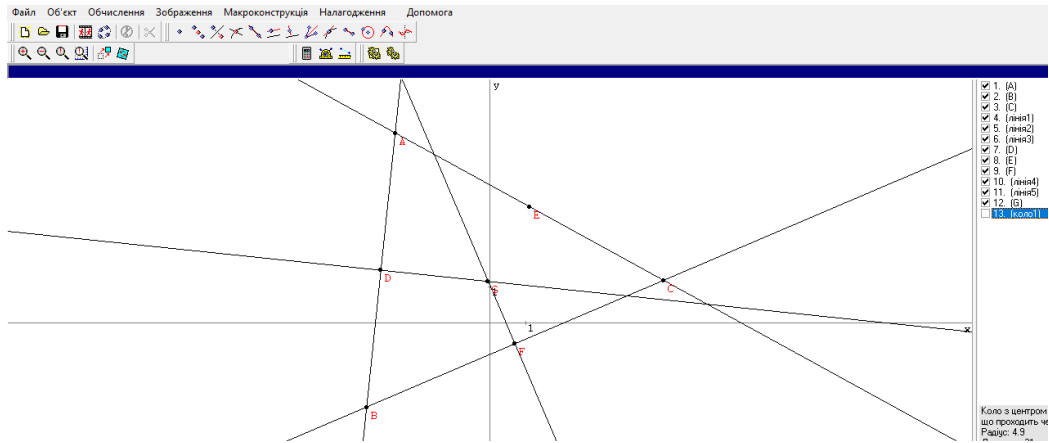 Файл Об'єкт Обчислення Зображення Макроконструкція Налагодження Допомога
y
A
E
D
C
1
x
F
B
1. (A)
2. (B)
3. (C)
4. (лінія1)
5. (лінія2)
6. (лінія3)
7. (D)
8. (E)
9. (F)
10. (лінія4)
11. (лінія5)
12. (G)
13. (коло1)
Коло з центром
що проходить че
Радіус: 4.9